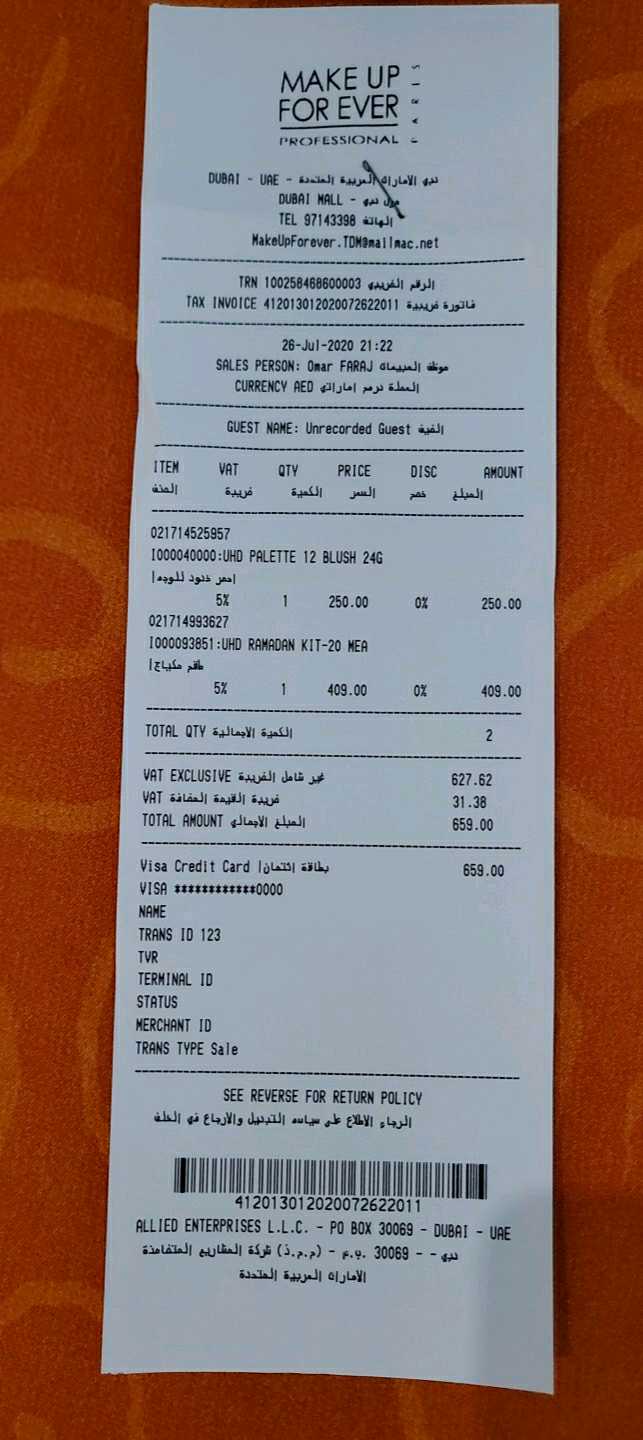 MAKE UP
FOR EVER
PROFESSIONAL
PARIS
DUBAI - UAE - دبي الامارات العربية المتحدة
DUBAI MALL - مول دبي
TEL 97143398 الهاتف
MakeUpForever.TDM@mailmac.net
TRN 100258468600003 الرقم الضريبي
TAX INVOICE 412013012020072622011 فاتورة ضريبية
26-Jul-2020 21:22
SALES PERSON: Omar FARAJ موظف المبيعات
CURRENCY AED العملة درهم إماراتي
GUEST NAME: Unrecorded Guest الضيف
ITEM VAT QTY PRICE DISC AMOUNT
الصنف ضريبة الكمية السعر خصم المبلغ
021714525957
I000040000:UHD PALETTE 12 BLUSH 24G
احمر خدود للوجه|
5% 1 250.00 0% 250.00
021714993627
I000093851:UHD RAMADAN KIT-20 MEA
طقم مكياج|
5% 1 409.00 0% 409.00
TOTAL QTY الكمية الاجمالية 2
VAT EXCLUSIVE غير شامل الضريبة 627.62
VAT ضريبة القيمة المضافة 31.38
TOTAL AMOUNT المبلغ الاجمالي 659.00
Visa Credit Card بطاقة إئتمان| 659.00
VISA ************0000
NAME
TRANS ID 123
TVR
TERMINAL ID
STATUS
MERCHANT ID
TRANS TYPE Sale
SEE REVERSE FOR RETURN POLICY
الرجاء الاطلاع على سياسه التبديل والارجاع في الخلف
412013012020072622011
ALLIED ENTERPRISES L.L.C. - PO BOX 30069 - DUBAI - UAE
شركة المشاريع المتضامنة (ذ.م.م) - ص.ب. 30069 - - دبي
الامارات العربية المتحدة